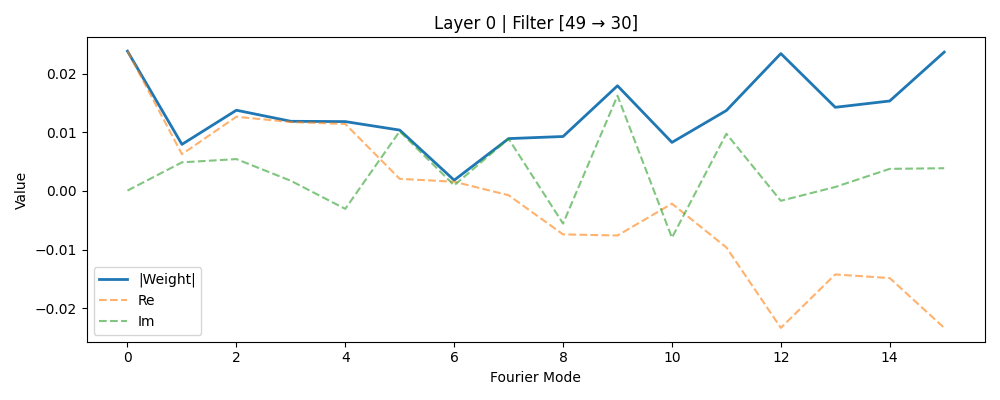 Layer 0 | Filter [49 → 30]
Value
0.02
0.01
0.00
−0.01
−0.02
|Weight|
Re
Im
0 2 4 6 8 10 12 14
Fourier Mode